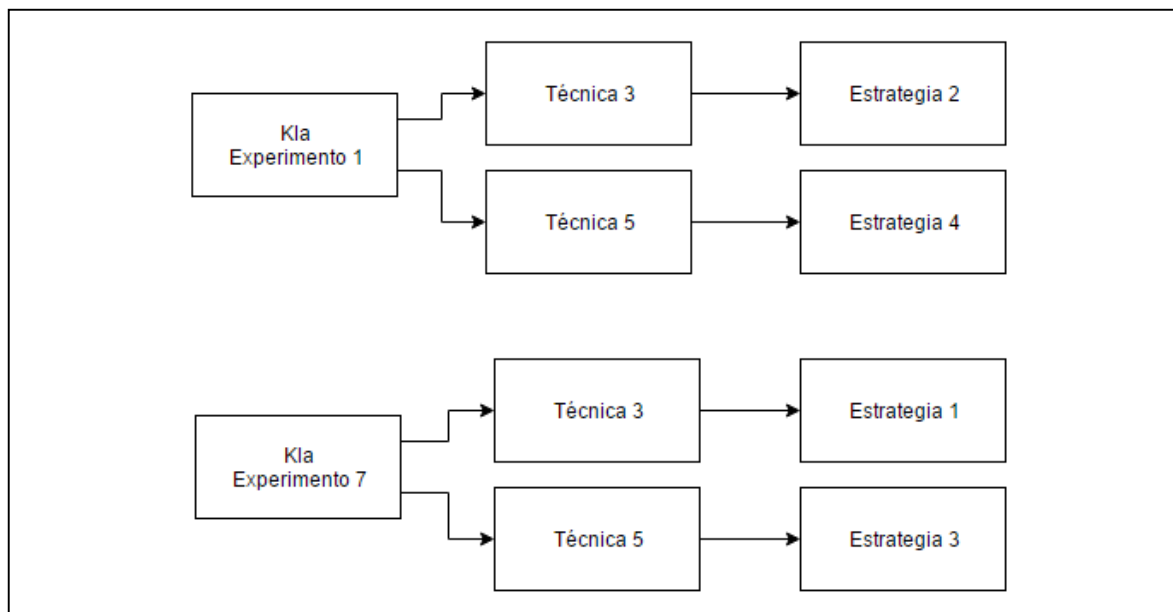 Kla
Experimento 1
Técnica 3
Estrategia 2
Técnica 5
Estrategia 4
Kla
Experimento 7
Técnica 3
Estrategia 1
Técnica 5
Estrategia 3